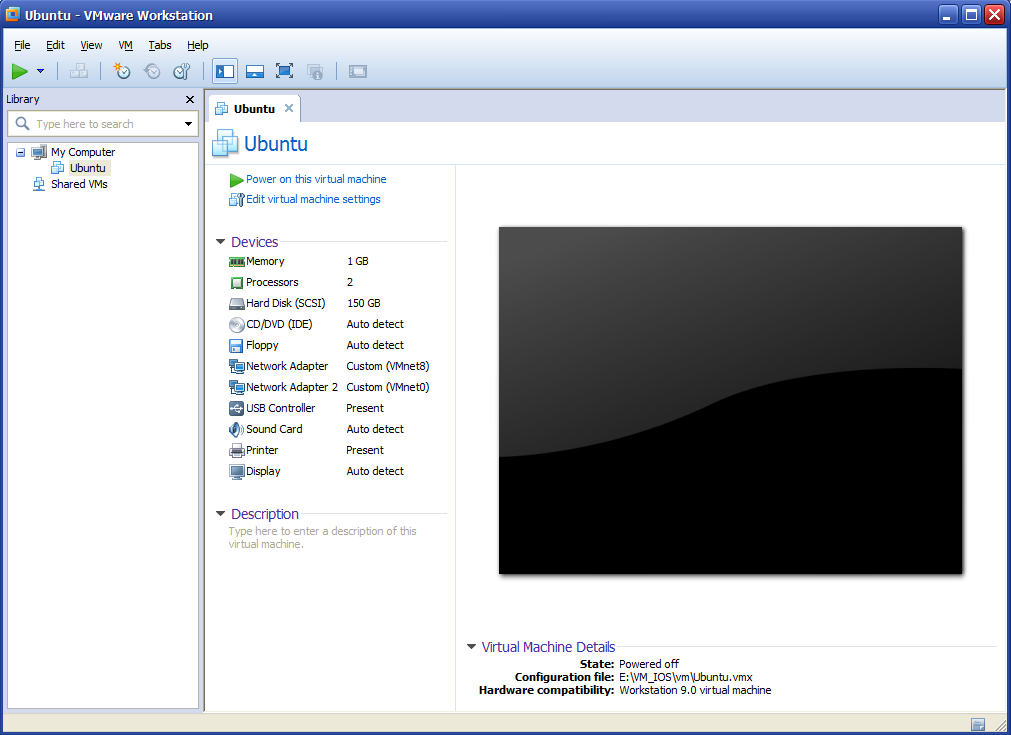 Ubuntu - VMware Workstation
File Edit View VM Tabs Help
Library
Type here to search
My Computer
Ubuntu
Shared VMs
Ubuntu
Ubuntu
Power on this virtual machine
Edit virtual machine settings
Devices
Memory 1 GB
Processors 2
Hard Disk (SCSI) 150 GB
CD/DVD (IDE) Auto detect
Floppy Auto detect
Network Adapter Custom (VMnet8)
Network Adapter 2 Custom (VMnet0)
USB Controller Present
Sound Card Auto detect
Printer Present
Display Auto detect
Description
Type here to enter a description of this
virtual machine.
Virtual Machine Details
State: Powered off
Configuration file: E:\VM_IOS\vm\Ubuntu.vmx
Hardware compatibility: Workstation 9.0 virtual machine